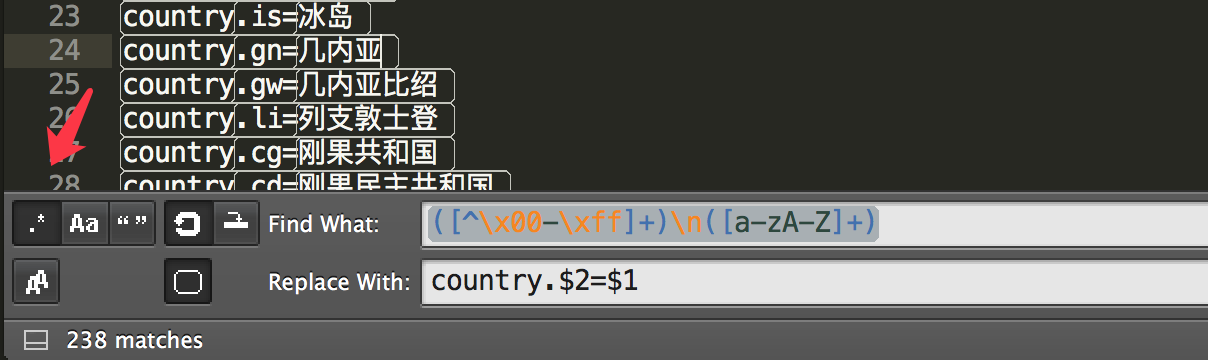 23 country.is=冰岛
24 country.gn=几内亚
25 country.gw=几内亚比绍
26 country.li=列支敦士登
27 country.cg=刚果共和国
28 country.cd=刚果民主共和国
.* Aa “ ” Find What: ([^\x00-\xff]+)\n([a-zA-Z]+)
Replace With: country.$2=$1
238 matches